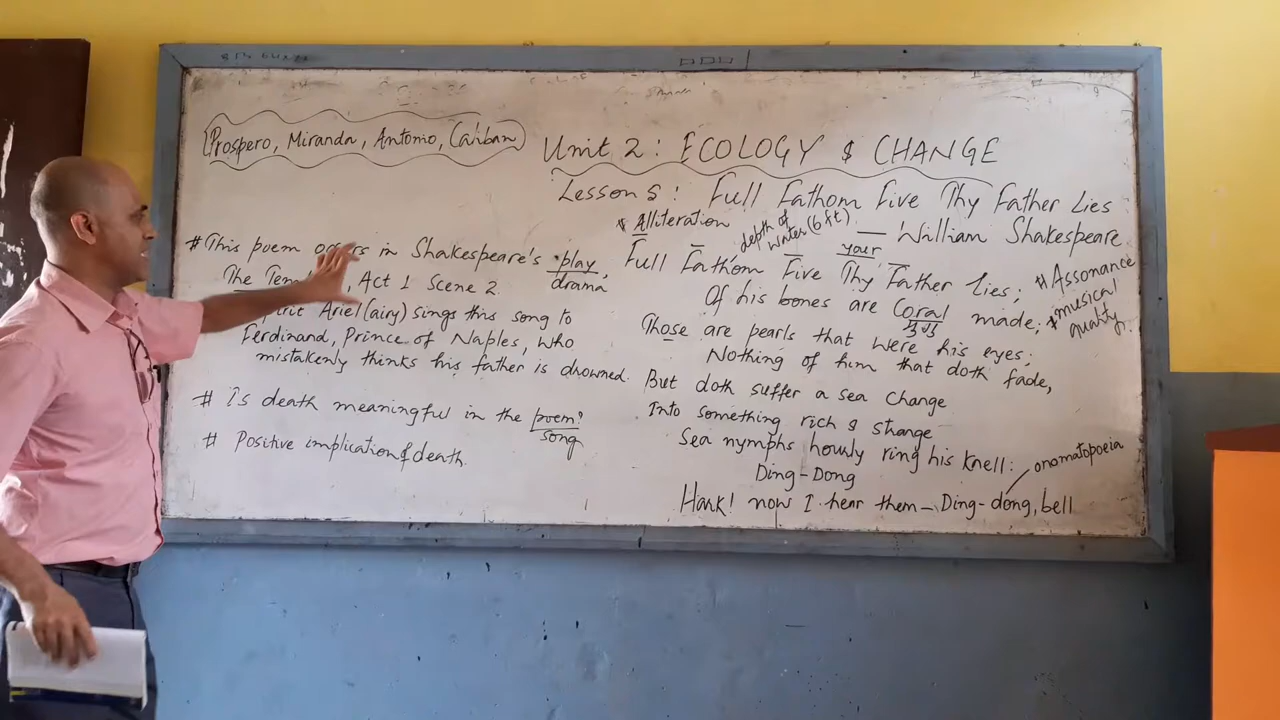 Prospero, Miranda, Antonio, Caliban
Unit 2: ECOLOGY & CHANGE
Lesson 5: Full Fathom Five Thy Father Lies
— William Shakespeare
# This poem occurs in Shakespeare's play,
drama
The Tem , Act 1 Scene 2
Ariel (airy) sings this song to
Ferdinand, Prince of Naples, who
mistakenly thinks his father is drowned.
# Is death meaningful in the poem?
song
# Positive implication of death.
* Alliteration
depth of
water (6 ft)
your
Full Fathom Five Thy Father Lies;
Of his bones are Coral made;
Those are pearls that were his eyes;
Nothing of him that doth fade,
But doth suffer a sea change
Into something rich & strange
Sea nymphs hourly ring his knell:
Ding-Dong
Hark! now I hear them – Ding-dong, bell
onomatopoeia
* Assonance
* musical
quality